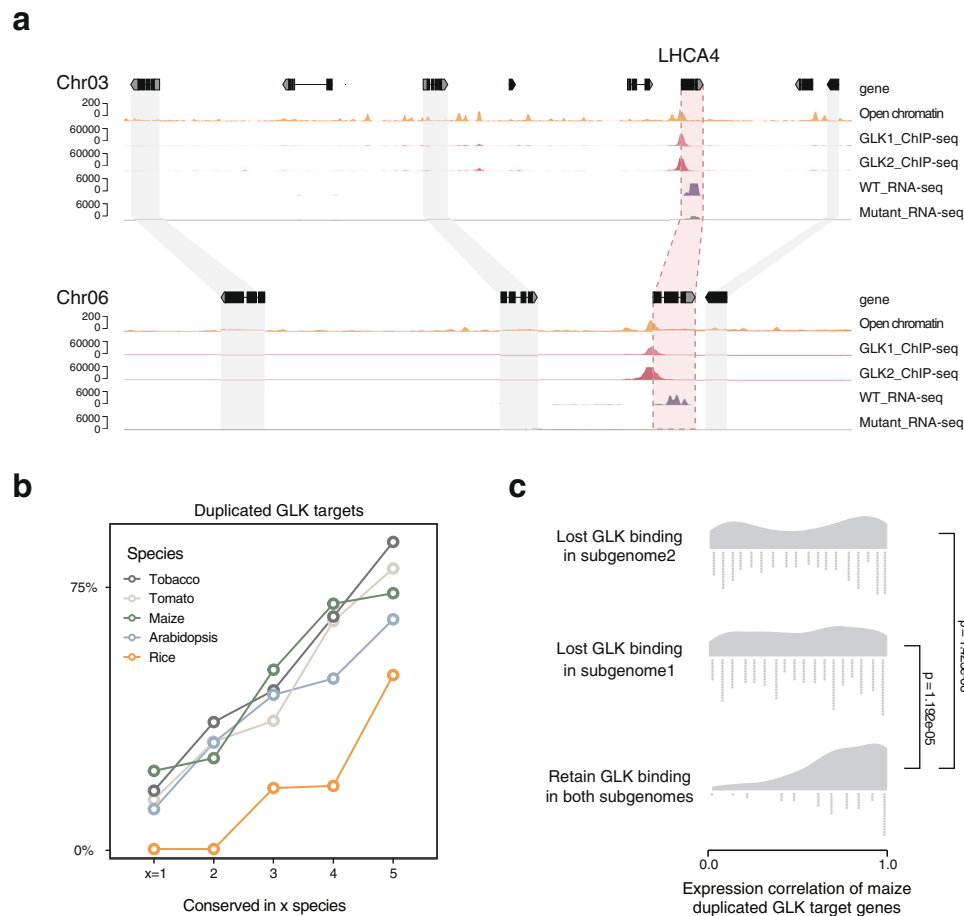 a
LHCA4
Chr03
gene
200
0
Open chromatin
60000
0
GLK1_ChIP-seq
60000
0
GLK2_ChIP-seq
6000
0
WT_RNA-seq
6000
0
Mutant_RNA-seq
Chr06
gene
200
0
Open chromatin
60000
0
GLK1_ChIP-seq
60000
0
GLK2_ChIP-seq
6000
0
WT_RNA-seq
6000
0
Mutant_RNA-seq
b
Duplicated GLK targets
Species
Tobacco
Tomato
Maize
Arabidopsis
Rice
75%
0%
x=1 2 3 4 5
Conserved in x species
c
Lost GLK binding
in subgenome2
Lost GLK binding
in subgenome1
Retain GLK binding
in both subgenomes
p = 1.192e-05
0.0 1.0
Expression correlation of maize
duplicated GLK target
genes